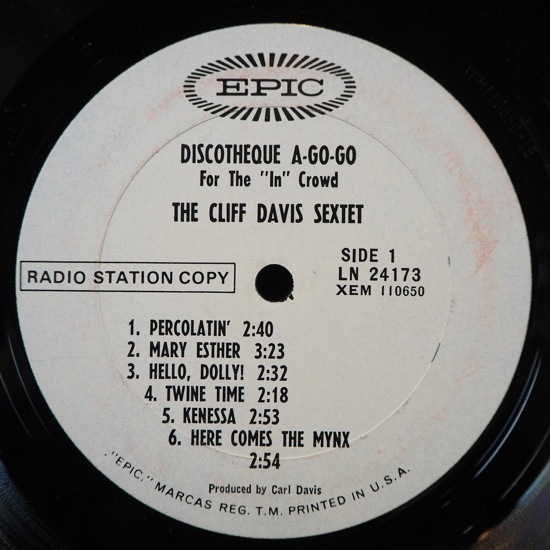 EPIC
DISCOTHEQUE A-GO-GO
For The "In" Crowd
THE CLIFF DAVIS SEXTET
SIDE 1
RADIO STATION COPY
LN 24173
XEM 110650
1. PERCOLATIN' 2:40
2. MARY ESTHER 3:23
3. HELLO, DOLLY! 2:32
4. TWINE TIME 2:18
5. KENESSA 2:53
6. HERE COMES THE MYNX
2:54
Produced by Carl Davis
"EPIC," MARCAS REG. T.M. PRINTED IN U.S.A.